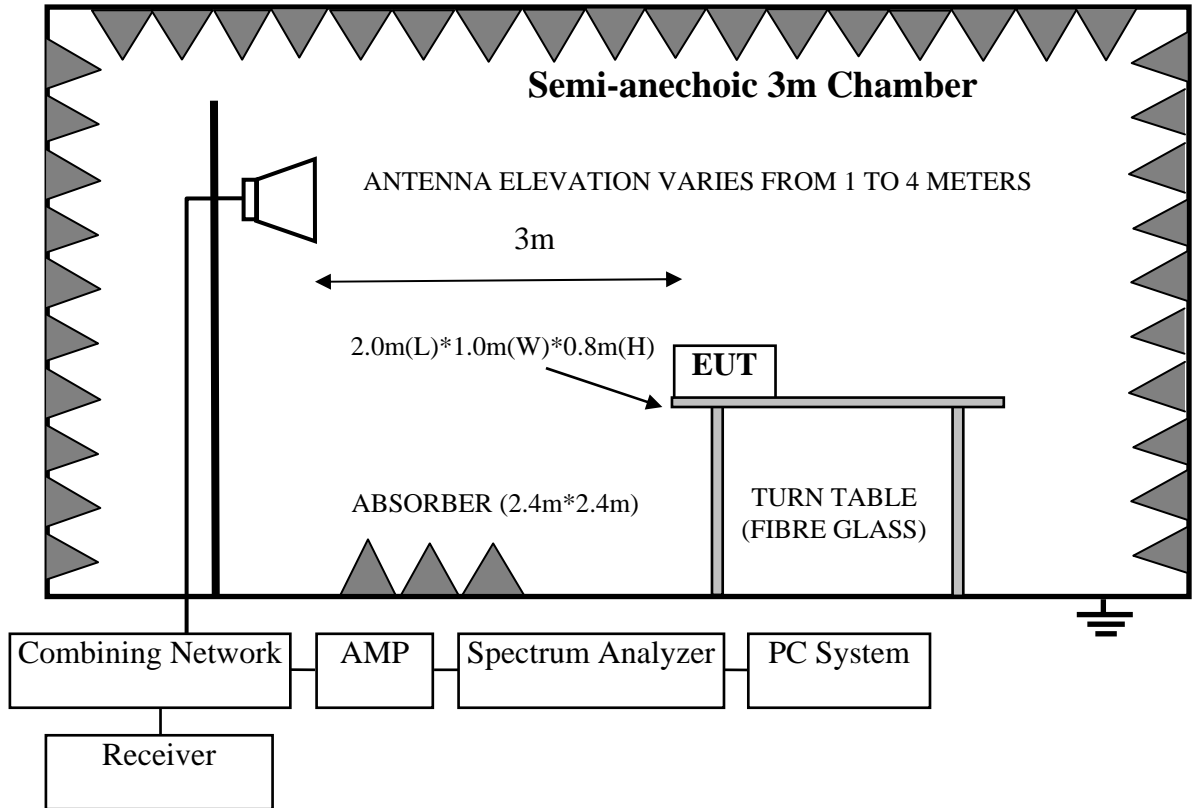 Semi-anechoic 3m Chamber
ANTENNA ELEVATION VARIES FROM 1 TO 4 METERS
3m
2.0m(L)*1.0m(W)*0.8m(H)
EUT
ABSORBER (2.4m*2.4m)
TURN TABLE
(FIBRE GLASS)
Combining Network
AMP
Spectrum Analyzer
PC System
Receiver